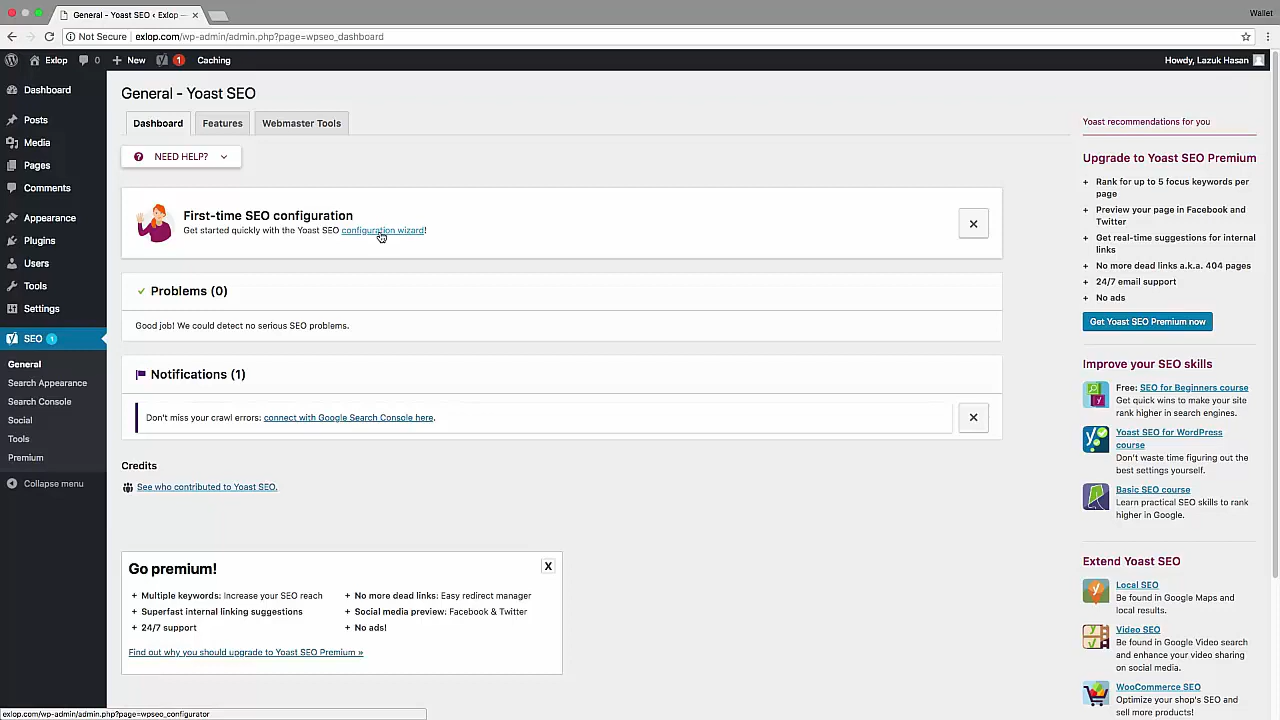 General - Yoast SEO ‹ Exlop —
Wallet
Not Secure exlop.com/wp-admin/admin.php?page=wpseo_dashboard
Exlop 0 New 1 Caching
Howdy, Lazuk Hasan
Dashboard
Posts
Media
Pages
Comments
Appearance
Plugins
Users
Tools
Settings
SEO 1
General
Search Appearance
Search Console
Social
Tools
Premium
Collapse menu
General - Yoast SEO
Dashboard
Features
Webmaster Tools
NEED HELP?
First-time SEO configuration
Get started quickly with the Yoast SEO configuration wizard!
Problems (0)
Good job! We could detect no serious SEO problems.
Notifications (1)
Don't miss your crawl errors: connect with Google Search Console here.
Credits
See who contributed to Yoast SEO.
Go premium!
X
+ Multiple keywords: Increase your SEO reach
+ Superfast internal linking suggestions
+ 24/7 support
+ No more dead links: Easy redirect manager
+ Social media preview: Facebook & Twitter
+ No ads!
Find out why you should upgrade to Yoast SEO Premium »
Yoast recommendations for you
Upgrade to Yoast SEO Premium
+ Rank for up to 5 focus keywords per
page
+ Preview your page in Facebook and
Twitter
+ Get real-time suggestions for internal
links
+ No more dead links a.k.a. 404 pages
+ 24/7 email support
+ No ads
Get Yoast SEO Premium now
Improve your SEO skills
Free: SEO for Beginners course
Get quick wins to make your site
rank higher in search engines.
Yoast SEO for WordPress
course
Don't waste time figuring out the
best settings yourself.
Basic SEO course
Learn practical SEO skills to rank
higher in Google.
Extend Yoast SEO
Local SEO
Be found in Google Maps and
local results.
Video SEO
Be found in Google Video search
and enhance your video sharing
on social media.
WooCommerce SEO
Optimize your shop's SEO and
sell more products!
exlop.com/wp-admin/admin.php?page=wpseo_configurator